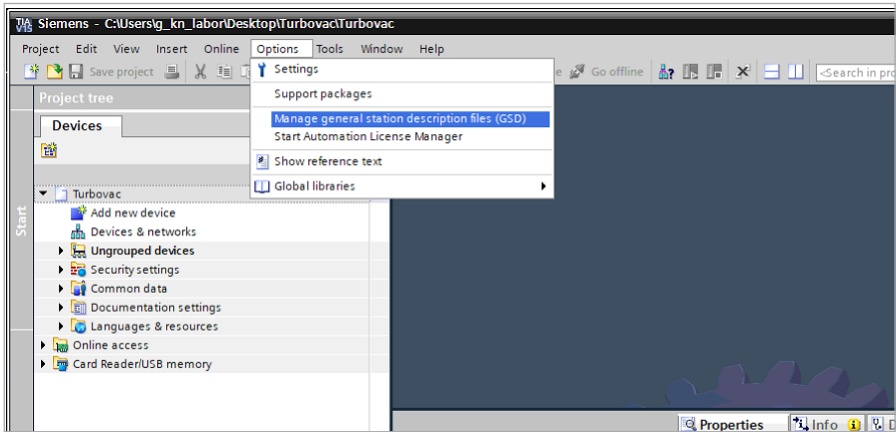 TIA V15 Siemens - C:\Users\g_kn_labor\Desktop\Turbovac\Turbovac
Project Edit View Insert Online Options Tools Window Help
Save project Go offline <Search in pro
Settings
Support packages
Manage general station description files (GSD)
Start Automation License Manager
Show reference text
Global libraries
Project tree
Devices
Start
Turbovac
Add new device
Devices & networks
Ungrouped devices
Security settings
Common data
Documentation settings
Languages & resources
Online access
Card Reader/USB memory
Properties Info D